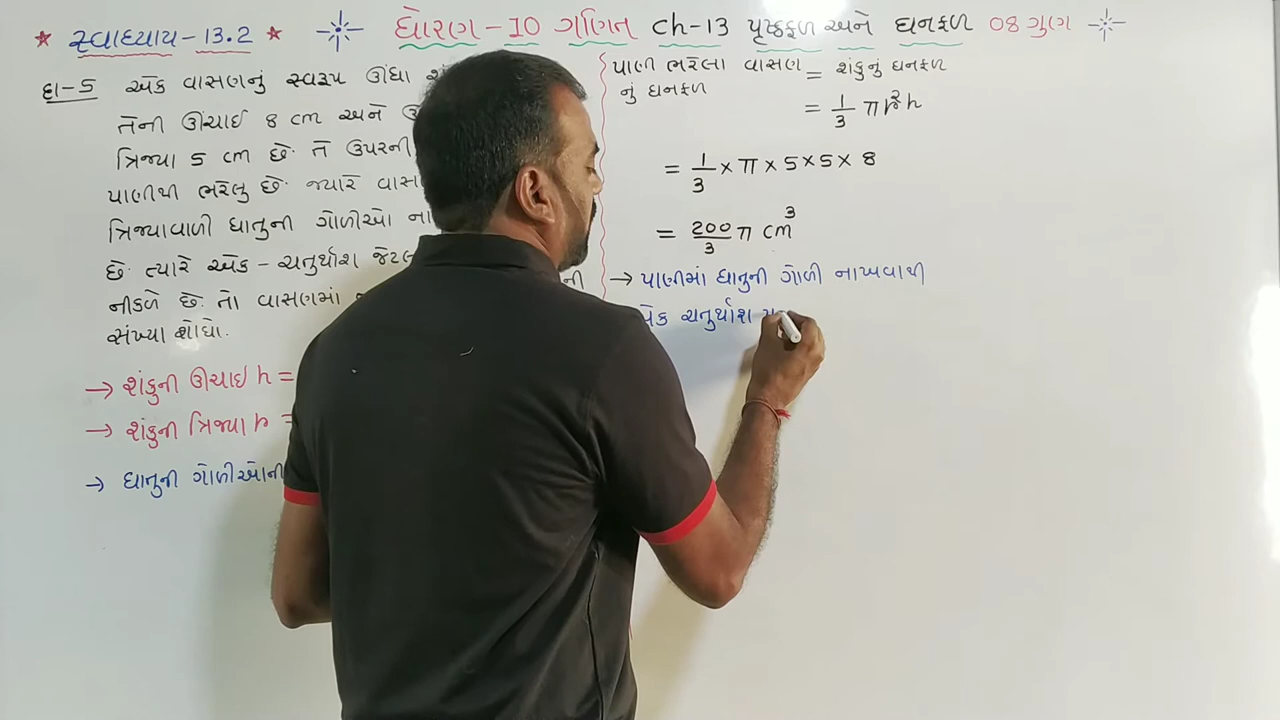 ★ સ્વાધ્યાય-13.2 ★ ધોરણ-10 ગણિત ch-13 પૃષ્ઠફળ અને ઘનફળ 08 ગુણ
દા-5 એક વાસણનું સ્વરૂપ ઊંધા
તેની ઊંચાઈ 8 cm અને
ત્રિજ્યા 5 cm છે. તે ઉપરની
પાણીથી ભરેલુ છે. જ્યારે
ત્રિજ્યાવાળી ધાતુની ગોળીઓ
છે ત્યારે એક-ચતુર્થાંશ
નીકળે છે. તો વાસણમાં
સંખ્યા શોધો.
→ શંકુની ઊંચાઈ h =
→ શંકુની ત્રિજ્યા r =
→ ધાતુની ગોળીઓની
પાણી ભરેલા વાસણ = શંકુનું ઘનફળ
નું ઘનફળ
= 1/3 πr²h
= 1/3 × π × 5 × 5 × 8
= 200/3 π cm³
→ પાણીમાં ધાતુની ગોળી નાખવાથી
એક ચતુર્થાંશ